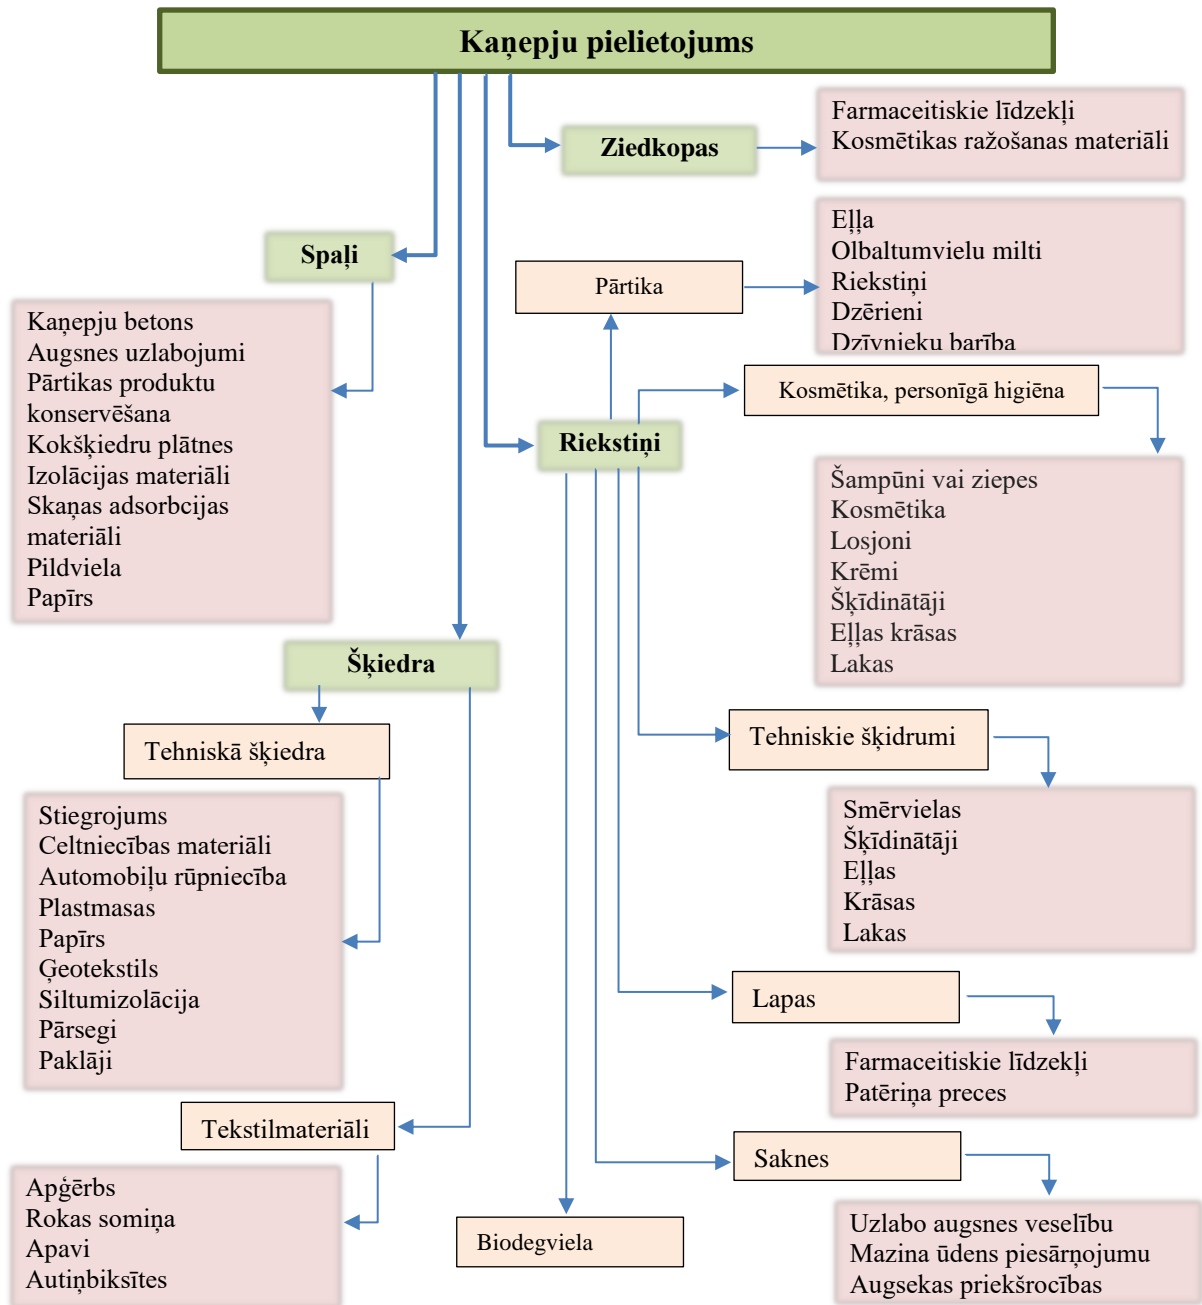 Kaņepju pielietojums
Ziedkopas
Farmaceitiskie līdzekļi
Kosmētikas ražošanas materiāli
Spaļi
Kaņepju betons
Augsnes uzlabojumi
Pārtikas produktu
konservēšana
Kokšķiedru plātnes
Izolācijas materiāli
Skaņas adsorbcijas
materiāli
Pildviela
Papīrs
Pārtika
Eļļa
Olbaltumvielu milti
Riekstiņi
Dzērieni
Dzīvnieku barība
Kosmētika, personīgā higiēna
Riekstiņi
Šampūni vai ziepes
Kosmētika
Losjoni
Krēmi
Šķīdinātāji
Eļļas krāsas
Lakas
Šķiedra
Tehniskā šķiedra
Stiegrojums
Celtniecības materiāli
Automobiļu rūpniecība
Plastmasas
Papīrs
Ģeotekstils
Siltumizolācija
Pārsegi
Paklāji
Tehniskie šķidrumi
Smērvielas
Šķīdinātāji
Eļļas
Krāsas
Lakas
Lapas
Farmaceitiskie līdzekļi
Patēriņa preces
Tekstilmateriāli
Apģērbs
Rokas somiņa
Apavi
Autiņbiksītes
Saknes
Uzlabo augsnes veselību
Mazina ūdens piesārņojumu
Augsekas priekšrocības
Biodegviela